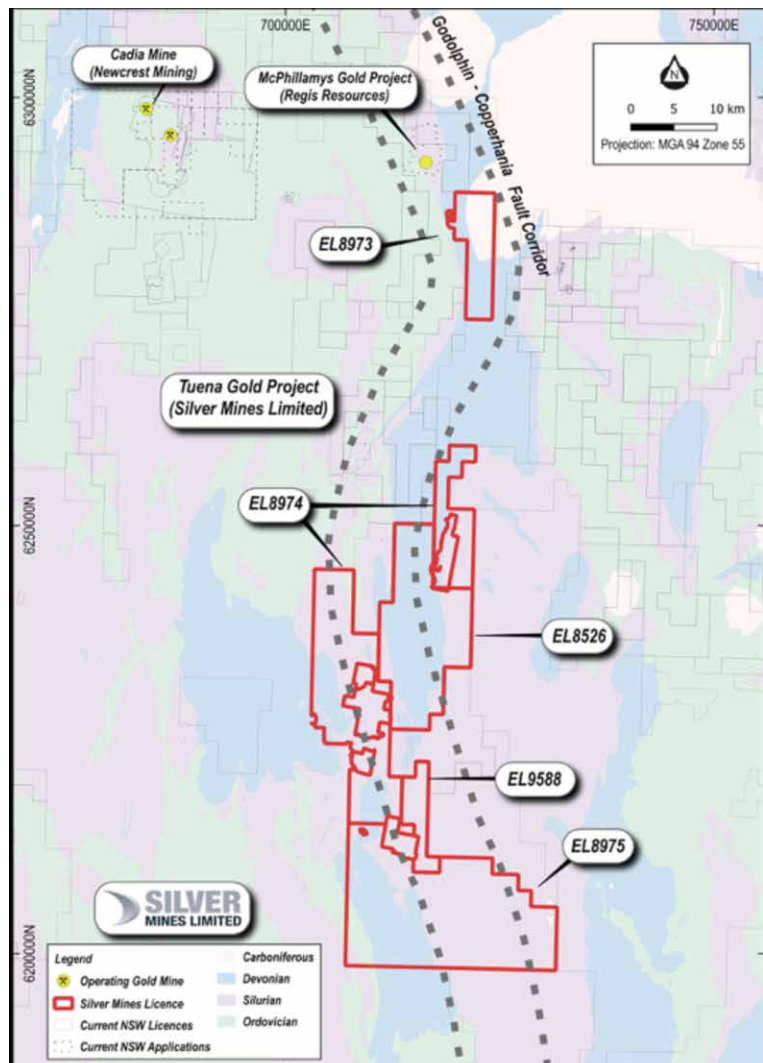 700000E
750000E
Cadia Mine
(Newcrest Mining)
McPhillamys Gold Project
(Regis Resources)
Godolphin - Copperhania Fault Corridor
N
0 5 10 km
Projection: MGA 94 Zone 55
6300000N
EL8973
Tuena Gold Project
(Silver Mines Limited)
EL8974
6250000N
EL8526
EL9588
EL8975
SILVER
MINES LIMITED
6200000N
Legend
Operating Gold Mine
Silver Mines Licence
Current NSW Licences
Current NSW Applications
Carboniferous
Devonian
Silurian
Ordovician